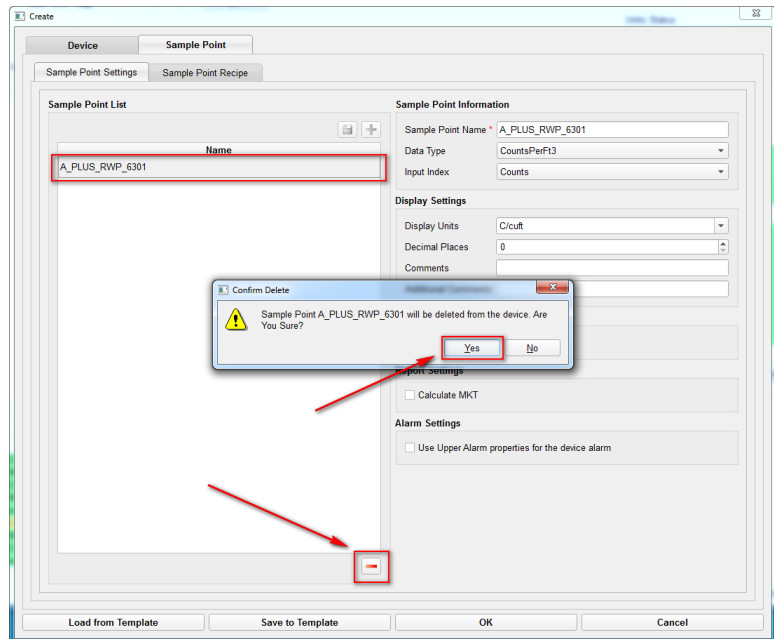 Create
Device
Sample Point
Sample Point Settings
Sample Point Recipe
Sample Point List
Name
A_PLUS_RWP_6301
Sample Point Information
Sample Point Name * A_PLUS_RWP_6301
Data Type CountsPerFt3
Input Index Counts
Display Settings
Display Units C/cuft
Decimal Places 0
Comments
Confirm Delete
Sample Point A_PLUS_RWP_6301 will be deleted from the device. Are
You Sure?
Yes No
Report Settings
Calculate MKT
Alarm Settings
Use Upper Alarm properties for the device alarm
Load from Template
Save to Template
OK
Cancel